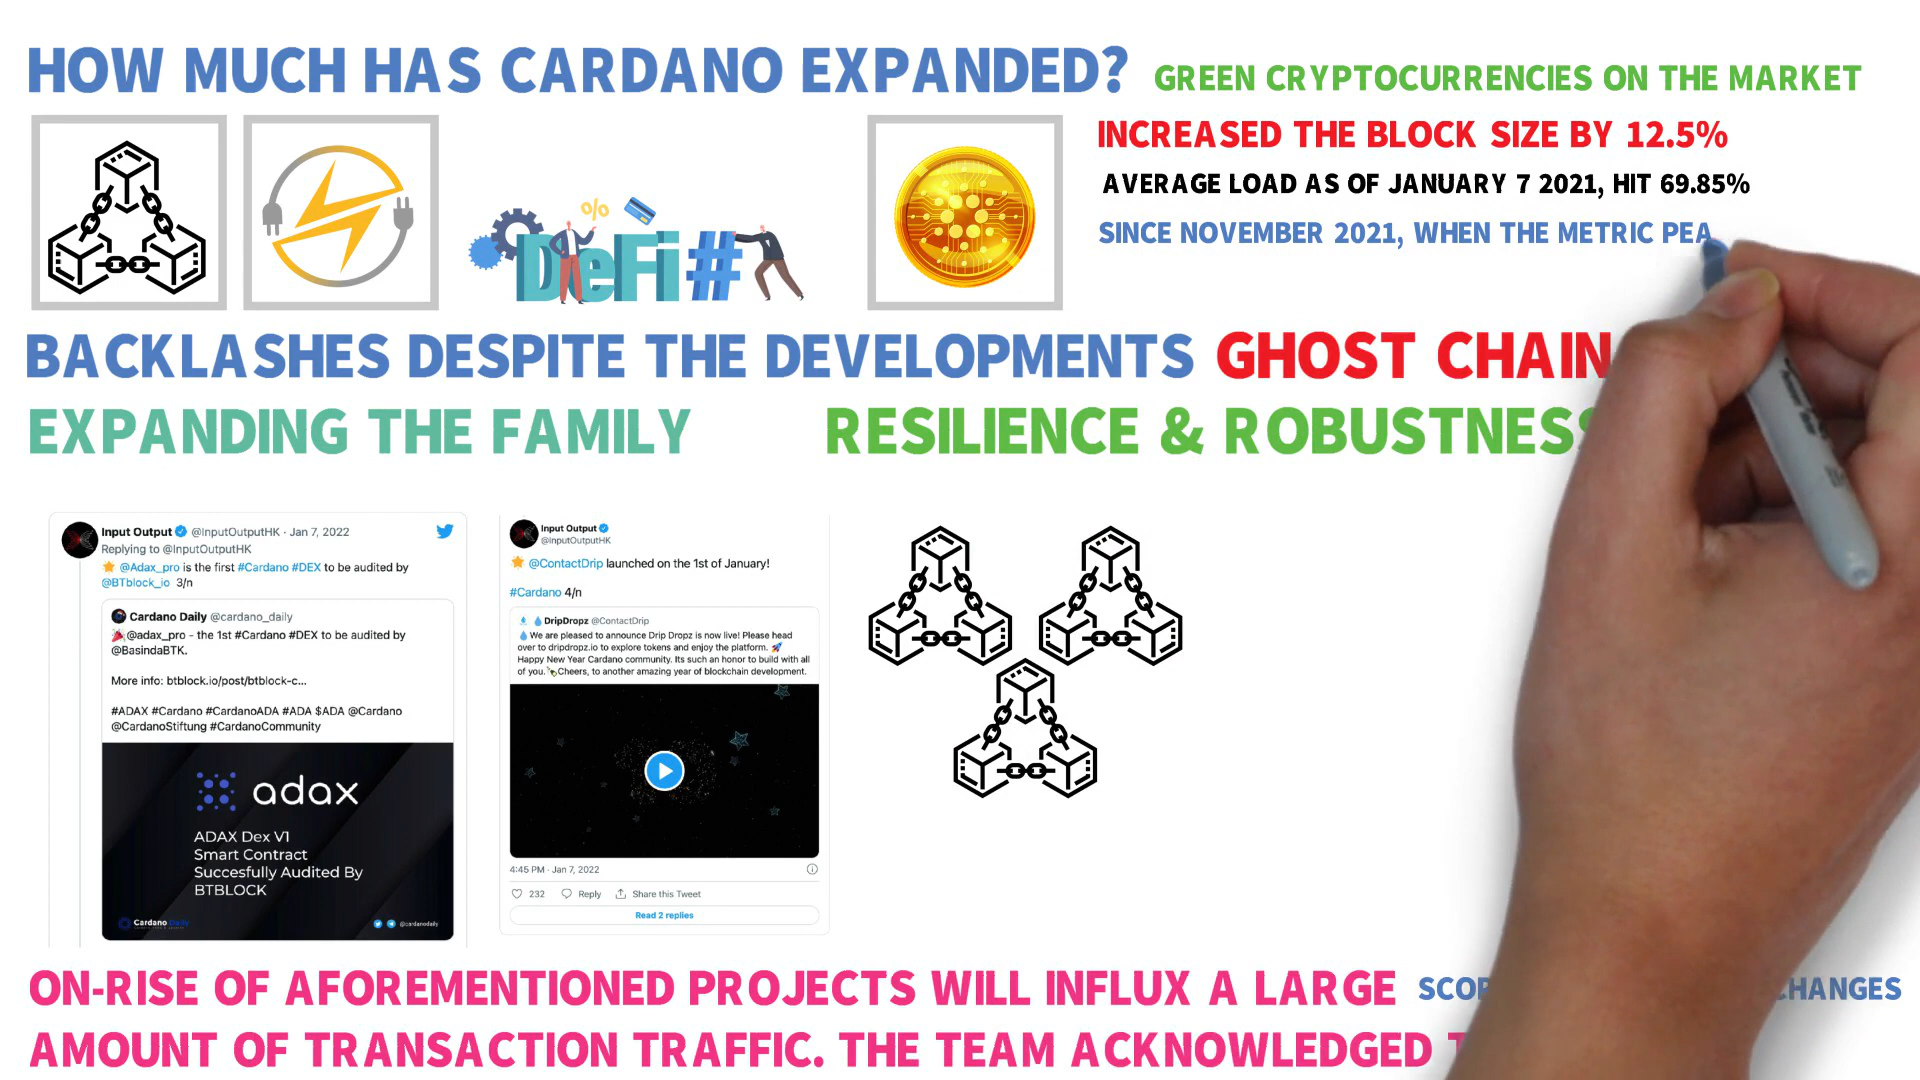 HOW MUCH HAS CARDANO EXPANDED?
GREEN CRYPTOCURRENCIES ON THE MARKET
INCREASED THE BLOCK SIZE BY 12.5%
AVERAGE LOAD AS OF JANUARY 7 2021, HIT 69.85%
SINCE NOVEMBER 2021, WHEN THE METRIC PEA
% DeFi #
BACKLASHES DESPITE THE DEVELOPMENTS GHOST CHAIN
EXPANDING THE FAMILY
RESILIENCE & ROBUSTNESS
Input Output @InputOutputHK · Jan 7, 2022
Replying to @InputOutputHK
@Adax_pro is the first #Cardano #DEX to be audited by
@BTblock_io 3/n
Cardano Daily @cardano_daily
@adax_pro - the 1st #Cardano #DEX to be audited by
@BasindaBTK.
More info: btblock.io/post/btblock-c...
#ADAX #Cardano #CardanoADA #ADA $ADA @Cardano
@CardanoStiftung #CardanoCommunity
adax
ADAX Dex V1
Smart Contract
Succesfully Audited By
BTBLOCK
Cardano Daily
@cardanodaily
Input Output
@InputOutputHK
@ContactDrip launched on the 1st of January!
#Cardano 4/n
DripDropz @ContactDrip
We are pleased to announce Drip Dropz is now live! Please head
over to dripdropz.io to explore tokens and enjoy the platform.
Happy New Year Cardano community. Its such an honor to build with all
of you. Cheers, to another amazing year of blockchain development.
4:45 PM · Jan 7, 2022
232 Reply Share this Tweet
Read 2 replies
ON-RISE OF AFOREMENTIONED PROJECTS WILL INFLUX A LARGE
AMOUNT OF TRANSACTION TRAFFIC. THE TEAM ACKNOWLEDGED
CHANGES